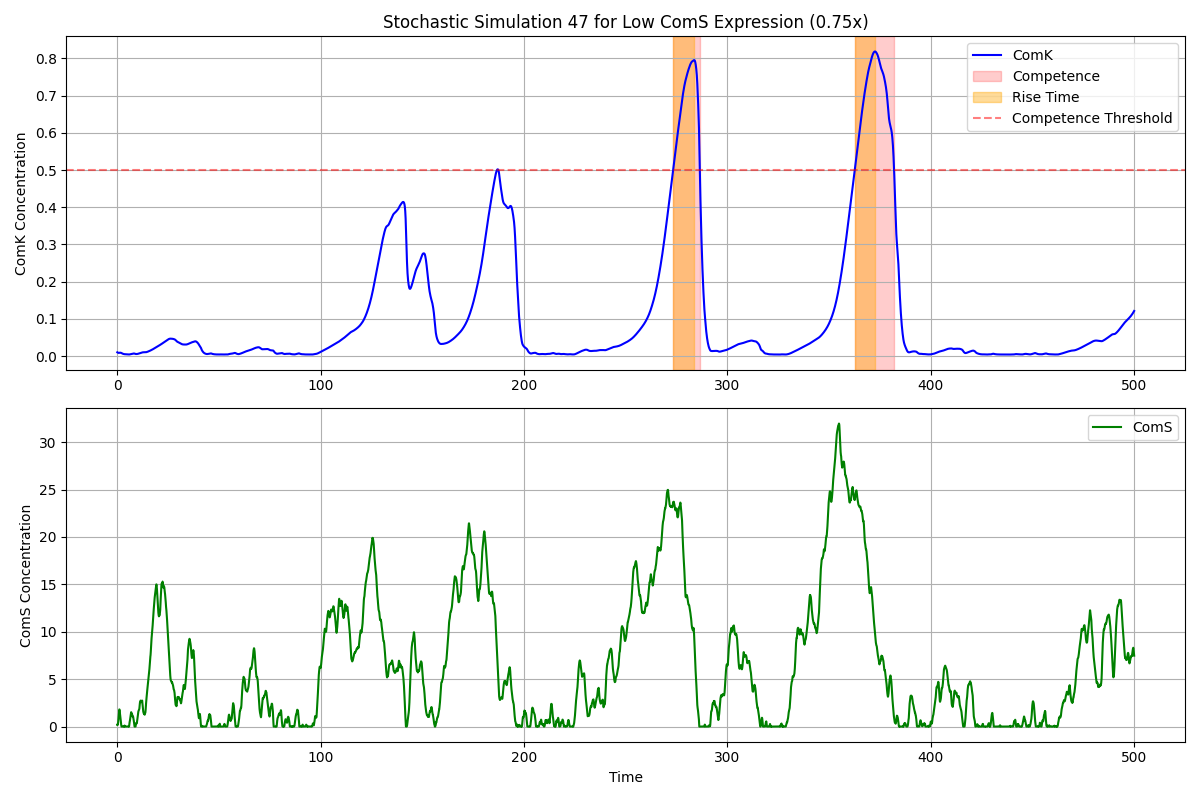 Stochastic Simulation 47 for Low ComS Expression (0.75x)
ComK Concentration
0.8
0.7
0.6
0.5
0.4
0.3
0.2
0.1
0.0
ComK
Competence
Rise Time
Competence Threshold
0 100 200 300 400 500
ComS Concentration
30
25
20
15
10
5
0
ComS
0 100 200 300 400 500
Time